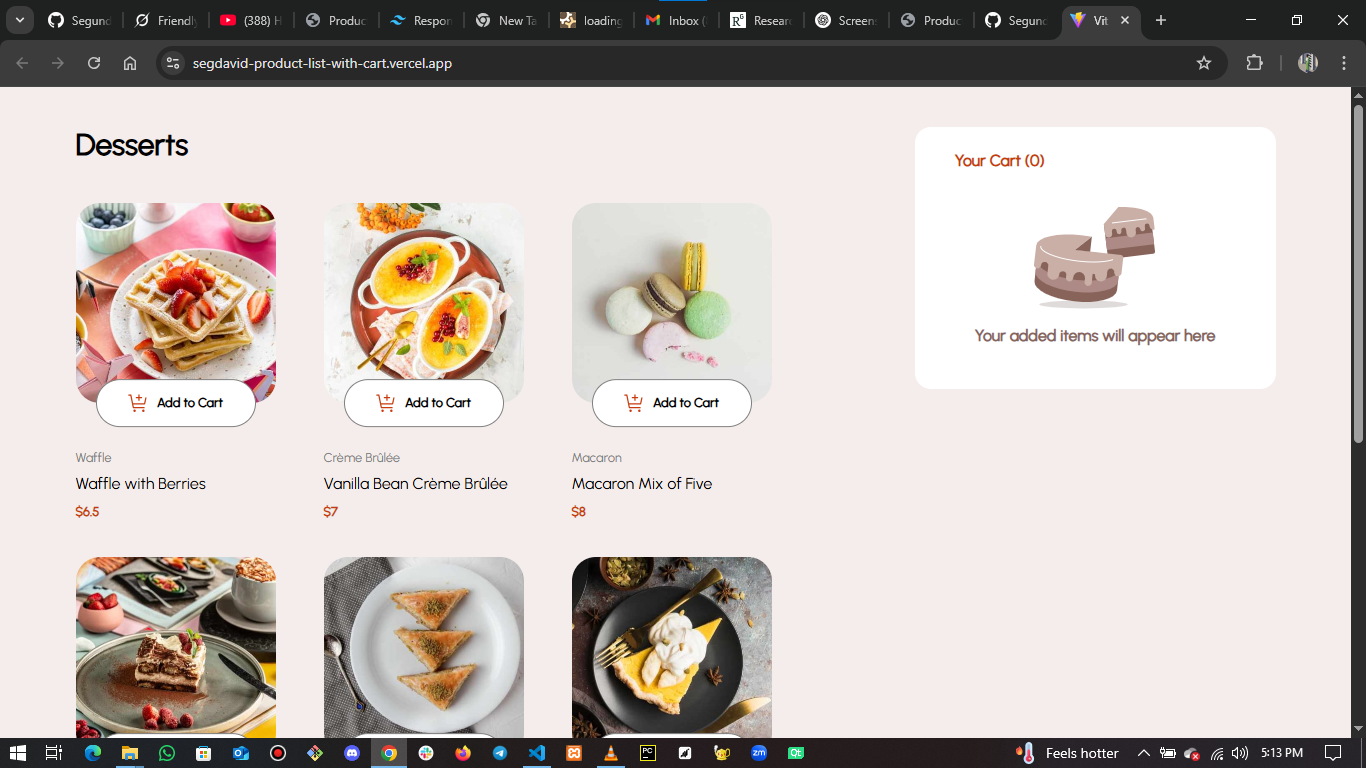 Segund
Friendly
(388) H
Produc
Respon
New Ta
loading
Inbox (
Resear
Screens
Produc
Segund
Vit
segdavid-product-list-with-cart.vercel.app
Desserts
Your Cart (0)
Your added items will appear here
Add to Cart
Add to Cart
Add to Cart
Waffle
Crème Brûlée
Macaron
Waffle with Berries
Vanilla Bean Crème Brûlée
Macaron Mix of Five
$6.5
$7
$8
Feels hotter
5:13 PM